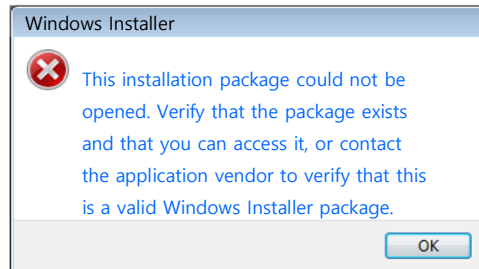 Windows Installer
This installation package could not be
opened. Verify that the package exists
and that you can access it, or contact
the application vendor to verify that this
is a valid Windows Installer package.
OK